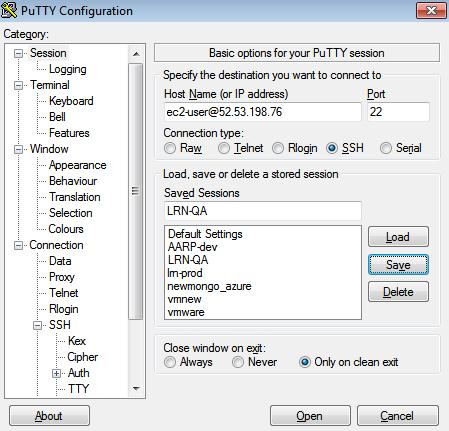 PuTTY Configuration
Category:
Session
Logging
Terminal
Keyboard
Bell
Features
Window
Appearance
Behaviour
Translation
Selection
Colours
Connection
Data
Proxy
Telnet
Rlogin
SSH
Kex
Cipher
Auth
TTY
Basic options for your PuTTY session
Specify the destination you want to connect to
Host Name (or IP address) Port
ec2-user@52.53.198.76 22
Connection type:
Raw Telnet Rlogin SSH Serial
Load, save or delete a stored session
Saved Sessions
LRN-QA
Default Settings
AARP-dev
LRN-QA
lrn-prod
newmongo_azure
vmnew
vmware
Load
Save
Delete
Close window on exit:
Always Never Only on clean exit
About Open Cancel